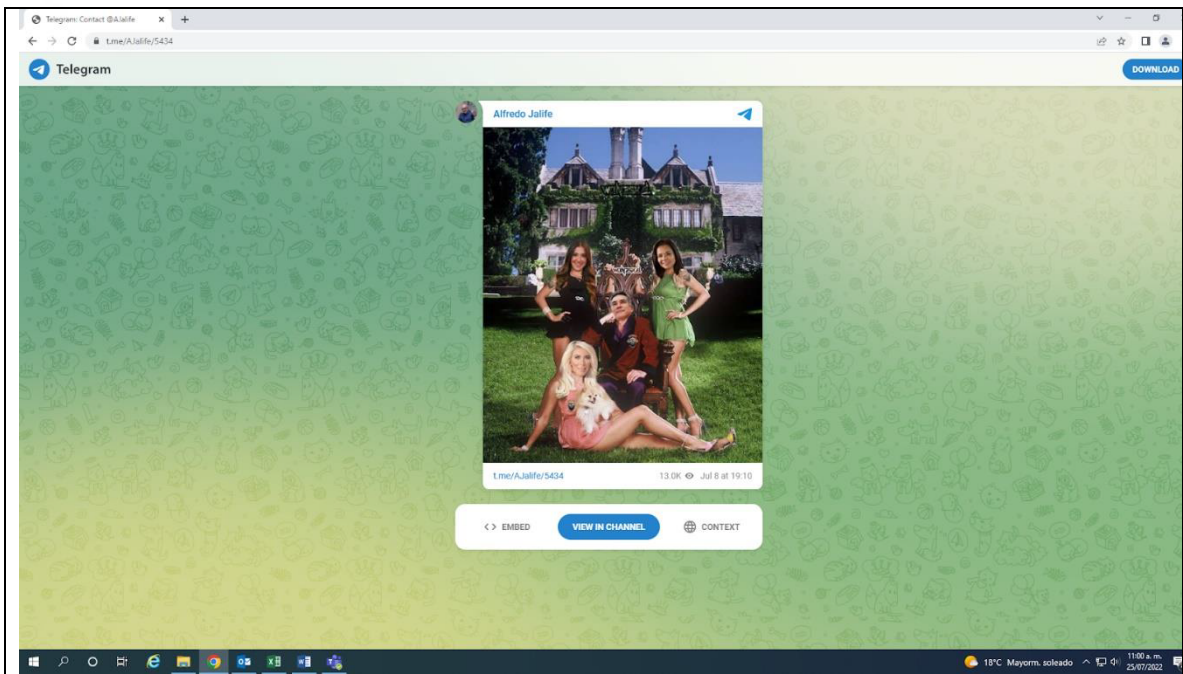 Telegram: Contact @AJalife
t.me/AJalife/5434
Telegram
DOWNLOAD
Alfredo Jalife
t.me/AJalife/5434
13.0K Jul 8 at 19:10
EMBED
VIEW IN CHANNEL
CONTEXT
18°C Mayorm. soleado
11:00 a. m.
25/07/2022